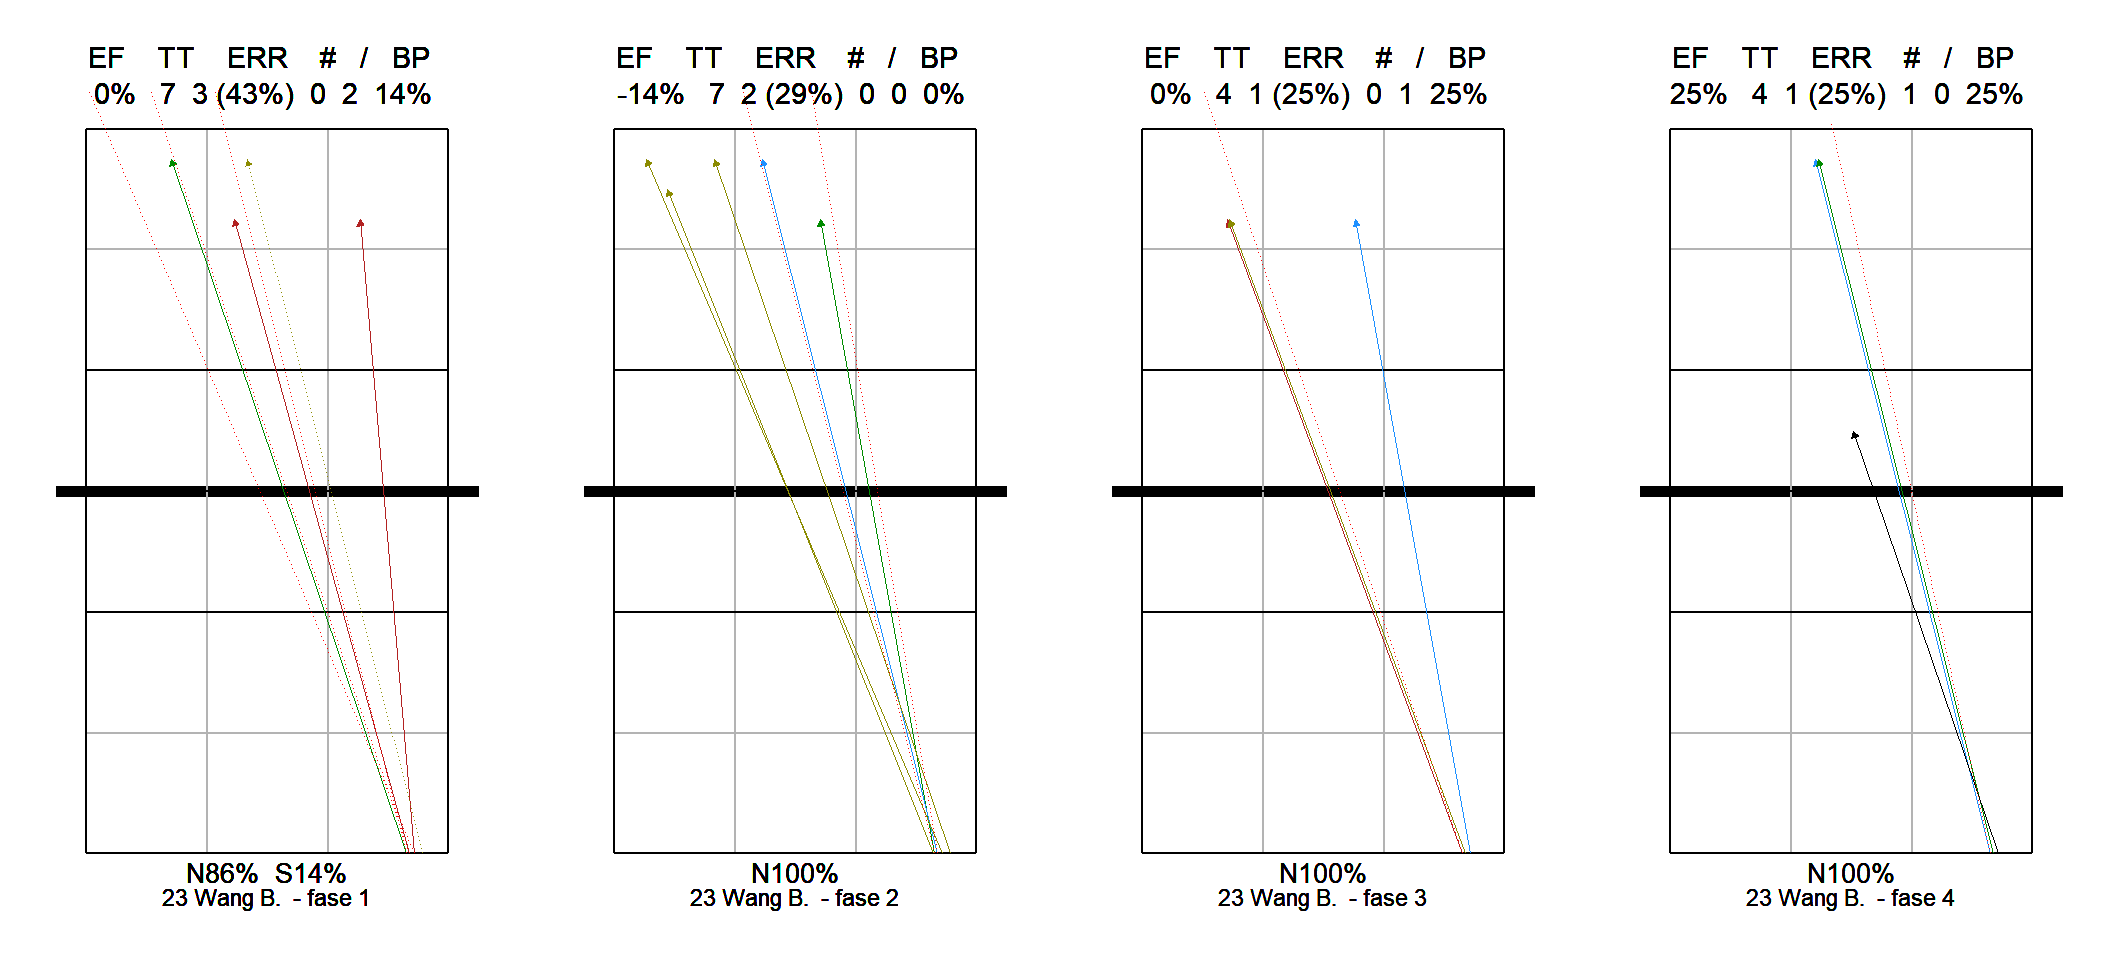 EF TT ERR # / BP
0% 7 3 (43%) 0 2 14%
N86% S14%
23 Wang B. - fase 1
EF TT ERR # / BP
-14% 7 2 (29%) 0 0 0%
N100%
23 Wang B. - fase 2
EF TT ERR # / BP
0% 4 1 (25%) 0 1 25%
N100%
23 Wang B. - fase 3
EF TT ERR # / BP
25% 4 1 (25%) 1 0 25%
N100%
23 Wang B. - fase 4